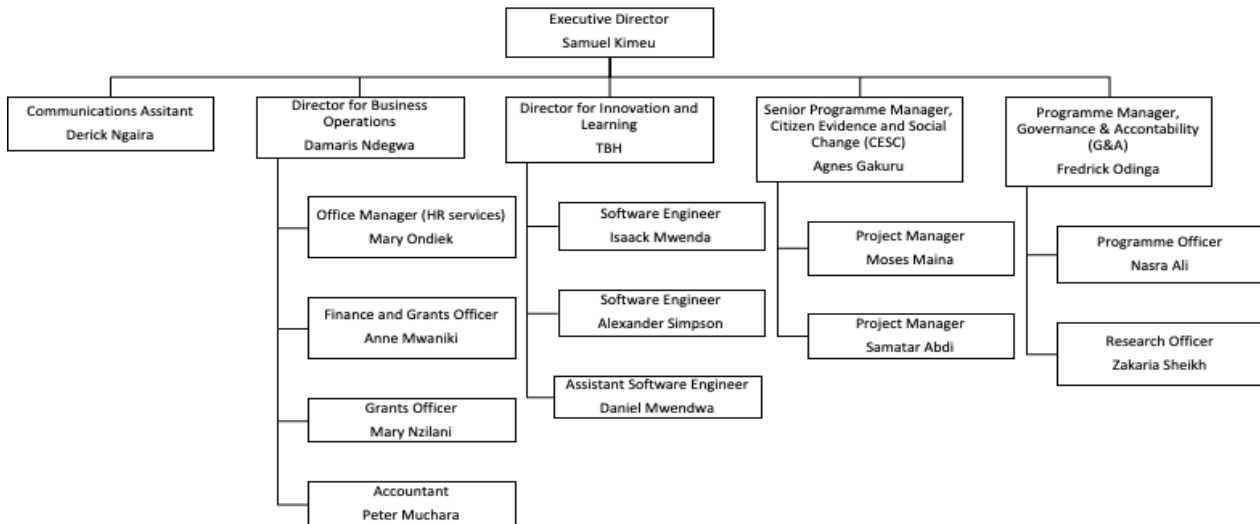 Executive Director
Samuel Kimeu
Communications Assitant
Derick Ngaira
Director for Business
Operations
Damaris Ndegwa
Director for Innovation and
Learning
TBH
Senior Programme Manager,
Citizen Evidence and Social
Change (CESC)
Agnes Gakuru
Programme Manager,
Governance & Accontability
(G&A)
Fredrick Odinga
Office Manager (HR services)
Mary Ondiek
Finance and Grants Officer
Anne Mwaniki
Grants Officer
Mary Nzilani
Accountant
Peter Muchara
Software Engineer
Isaack Mwenda
Software Engineer
Alexander Simpson
Assistant Software Engineer
Daniel Mwendwa
Project Manager
Moses Maina
Project Manager
Samatar Abdi
Programme Officer
Nasra Ali
Research Officer
Zakaria Sheikh